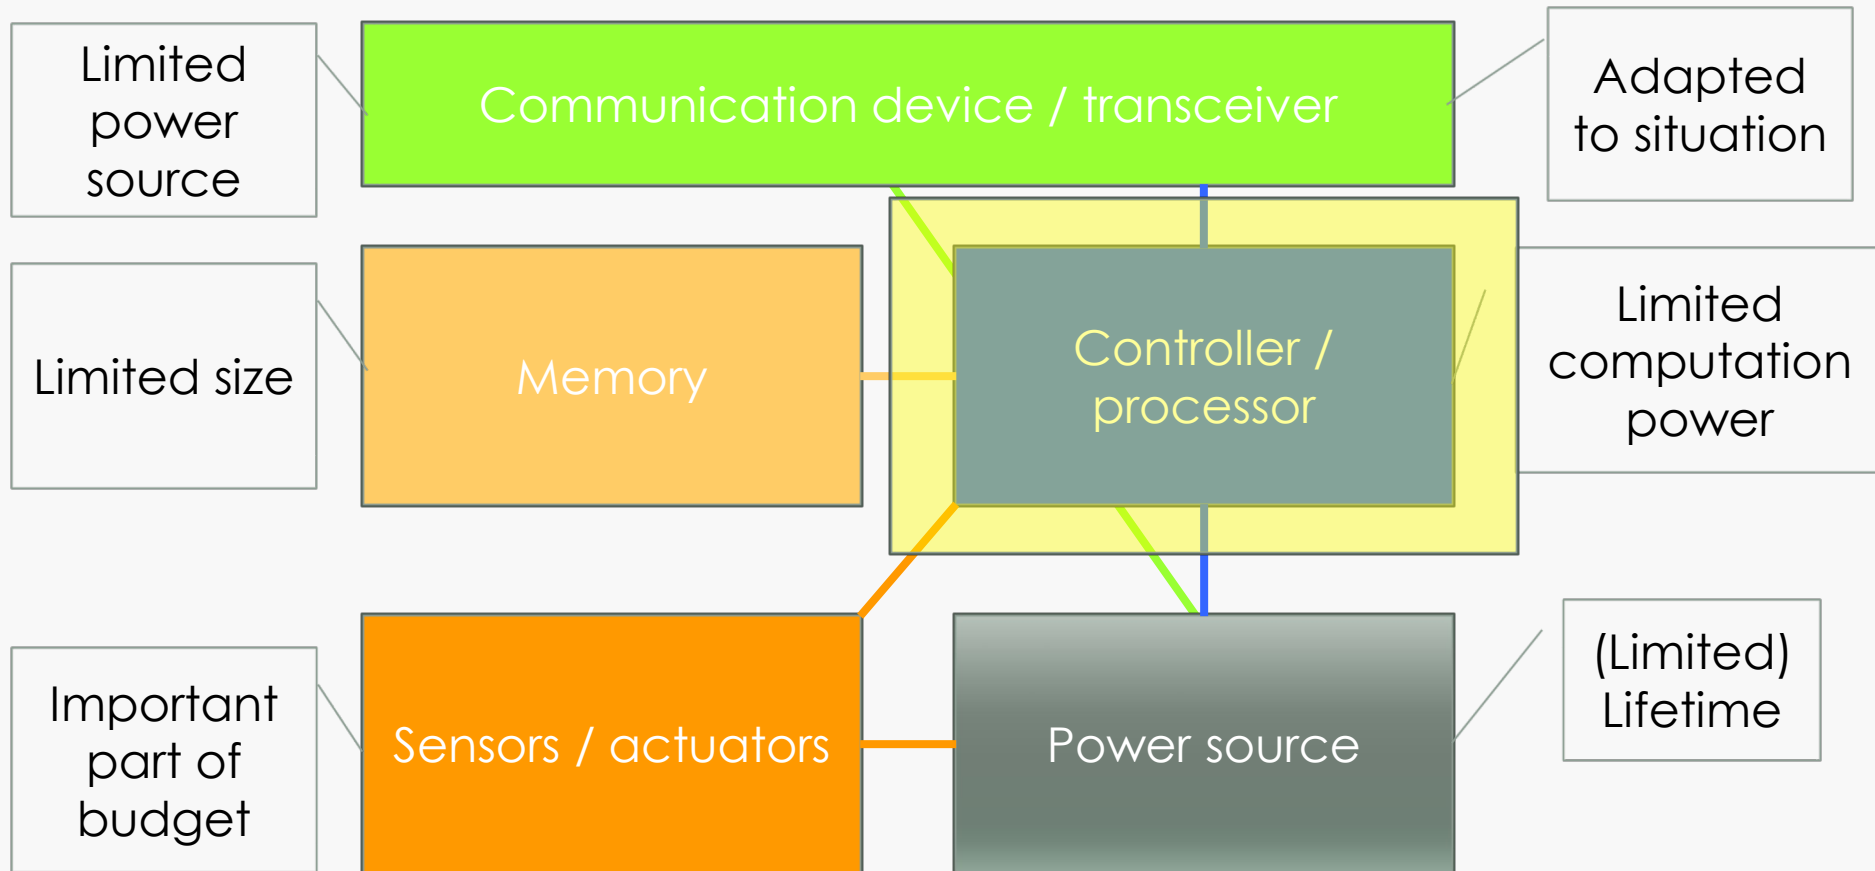 Limited
power
source
Communication device / transceiver
Adapted
to situation
Limited size
Memory
Controller /
processor
Limited
computation
power
Important
part of
budget
Sensors / actuators
Power source
(Limited)
Lifetime